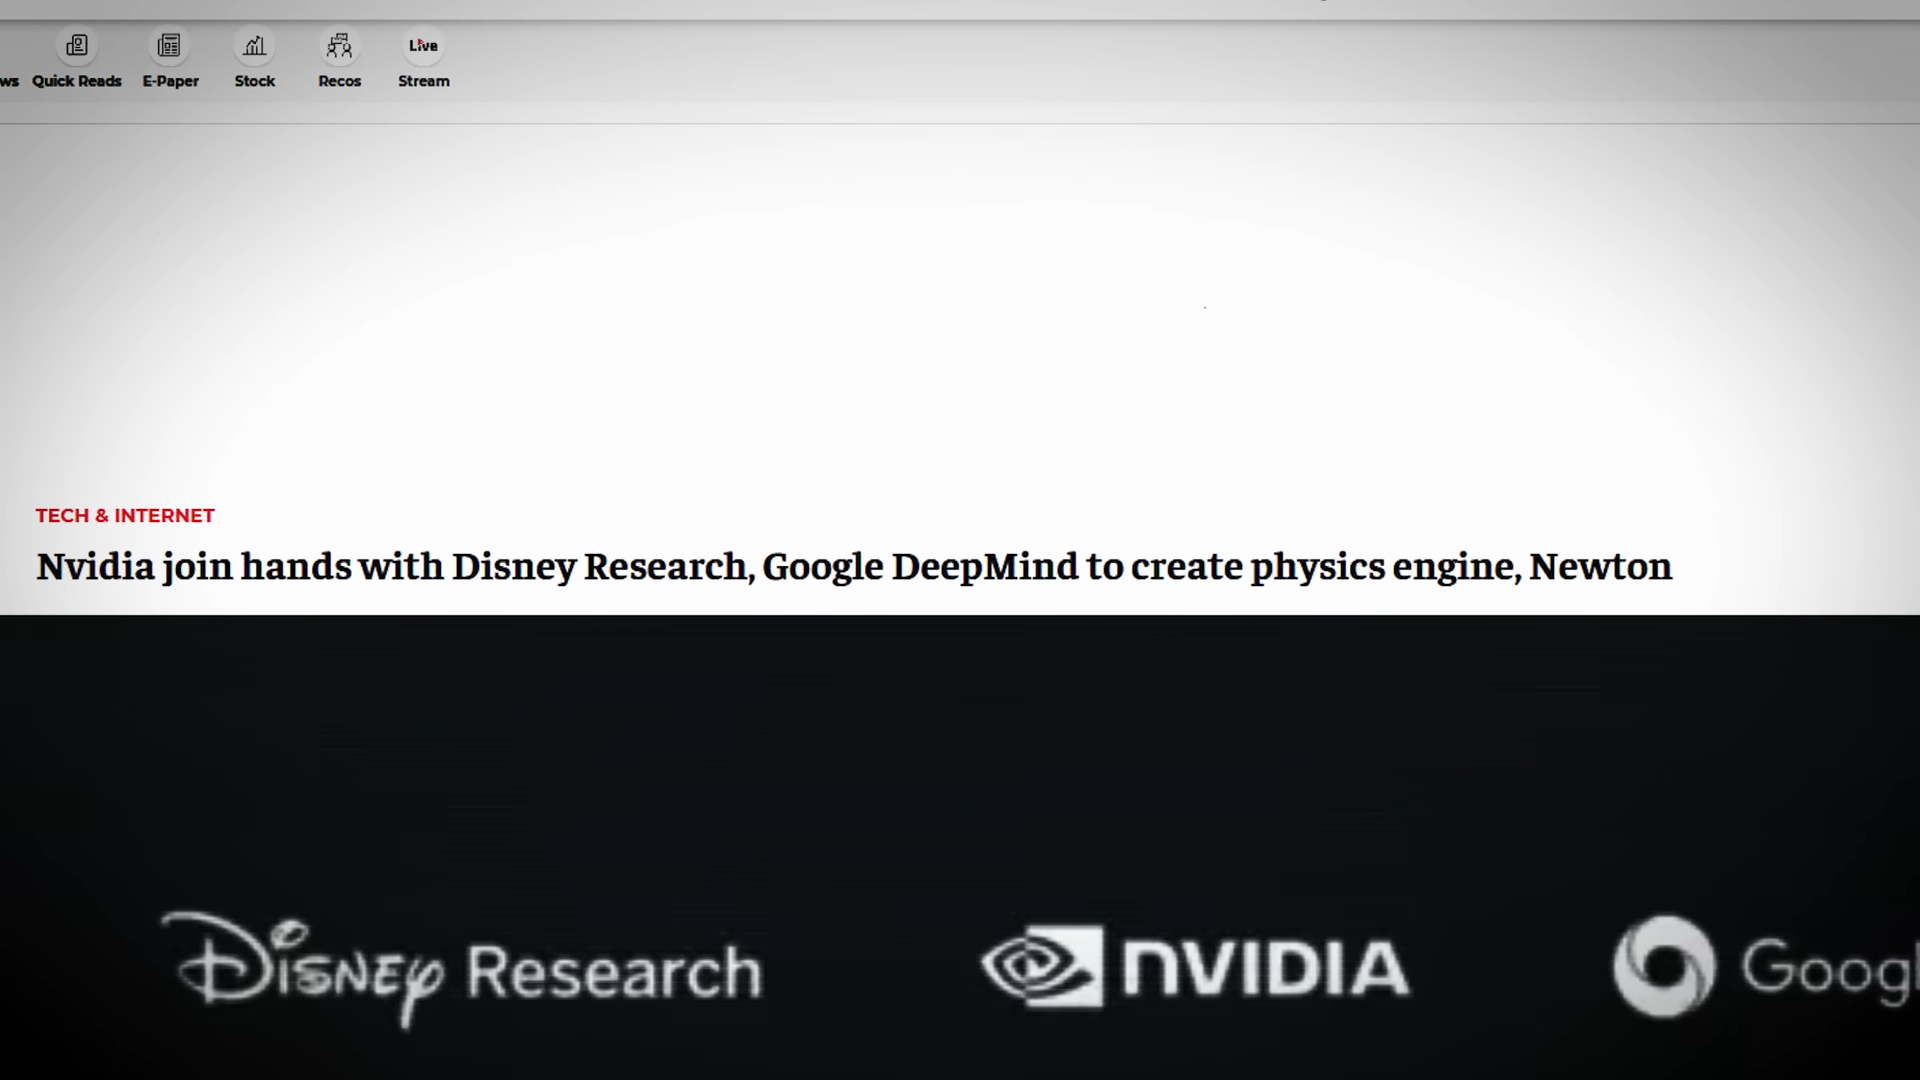 ws Quick Reads E-Paper Stock Recos Live Stream
TECH & INTERNET
Nvidia join hands with Disney Research, Google DeepMind to create physics engine, Newton
Disney Research NVIDIA Googl